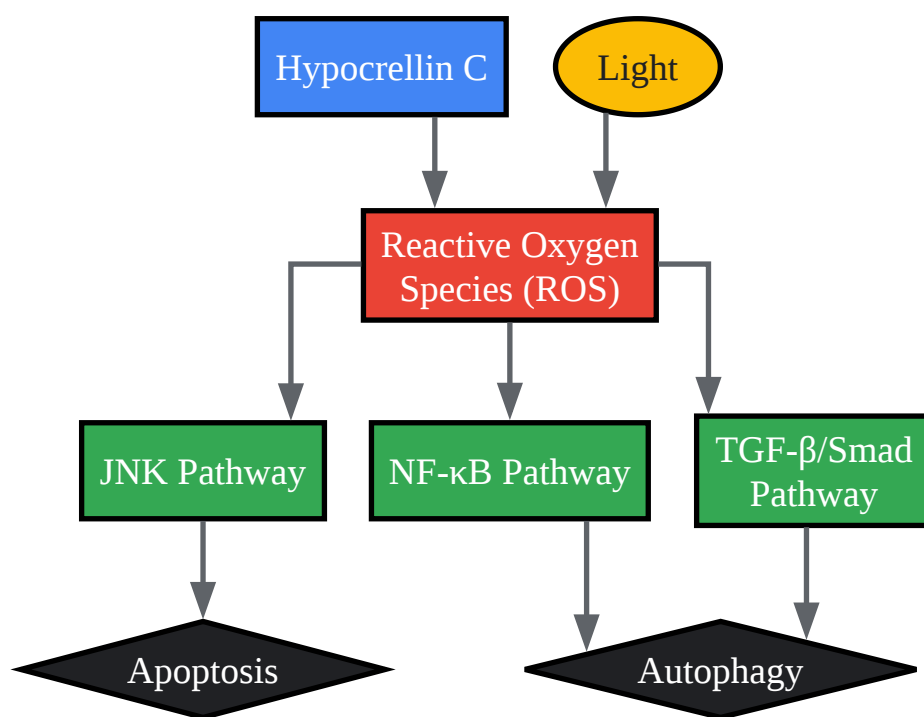 Hypocrellin C
Light
Reactive Oxygen
Species (ROS)
JNK Pathway
NF-κB Pathway
TGF-β/Smad
Pathway
Apoptosis
Autophagy